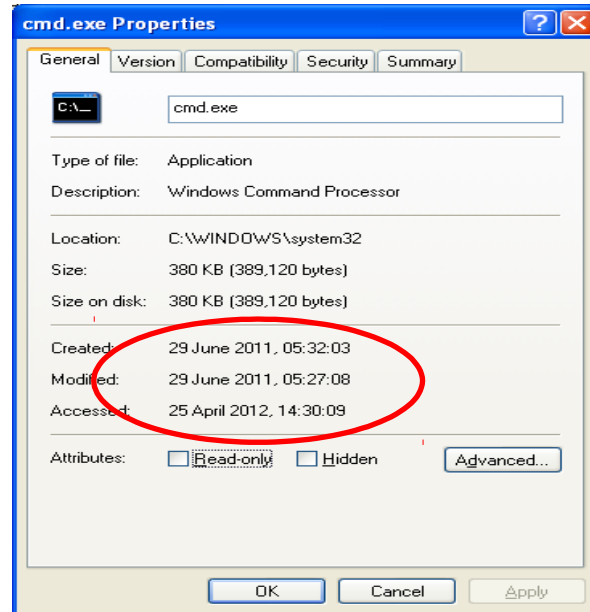 cmd.exe Properties
General Version Compatibility Security Summary
C:\_
cmd.exe
Type of file: Application
Description: Windows Command Processor
Location: C:\WINDOWS\system32
Size: 380 KB (389,120 bytes)
Size on disk: 380 KB (389,120 bytes)
Created: 29 June 2011, 05:32:03
Modified: 29 June 2011, 05:27:08
Accessed: 25 April 2012, 14:30:09
Attributes: Read-only Hidden Advanced...
OK Cancel Apply